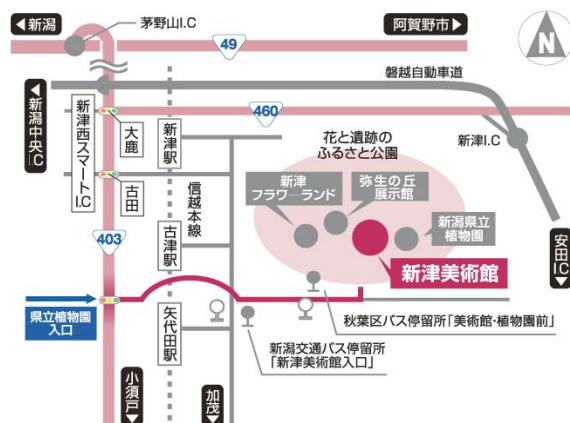 ◀新潟
茅野山I.C
49
阿賀野市▶
N
磐越自動車道
◀新潟中央I.C
新津西スマートI.C
大鹿
古田
新津駅
460
新津I.C
花と遺跡の
ふるさと公園
新津
フラワーランド
弥生の丘
展示館
新潟県立
植物園
新津美術館
信越本線
古津駅
403
安田IC▶
県立植物園
入口
矢代田駅
秋葉区バス停留所「美術館・植物園前」
新潟交通バス停留所
「新津美術館入口」
小須戸▶
加茂▶